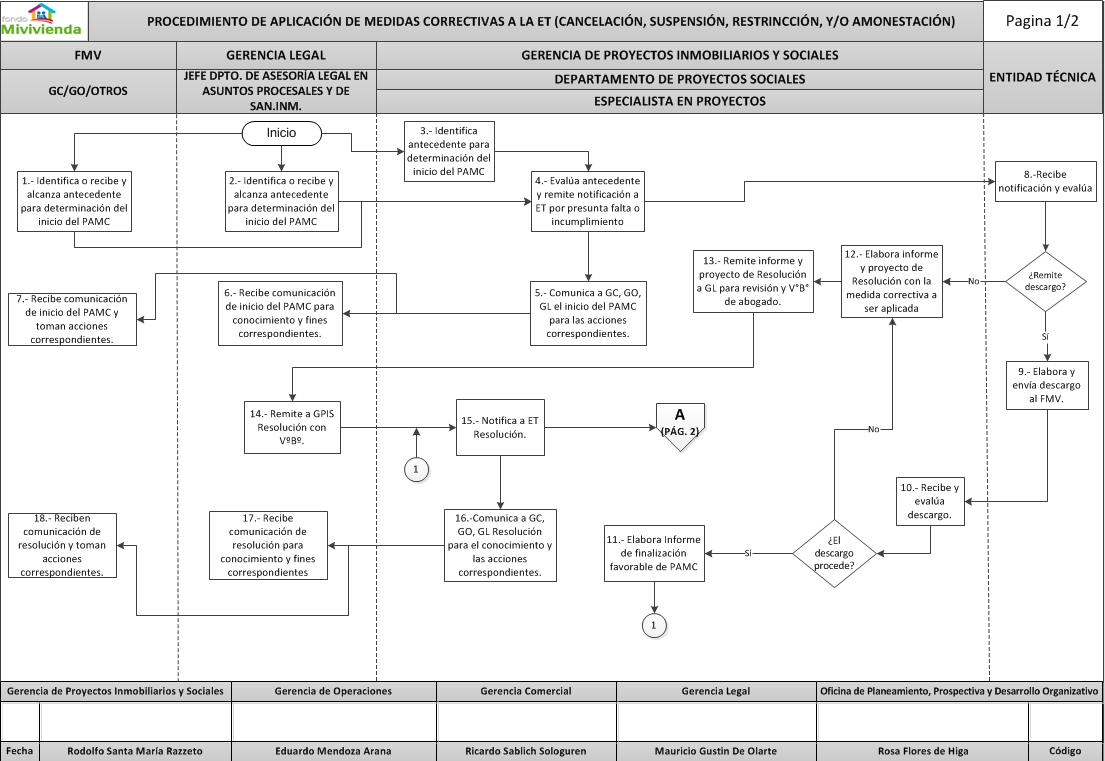 fondo
Mivivienda
PROCEDIMIENTO DE APLICACIÓN DE MEDIDAS CORRECTIVAS A LA ET (CANCELACIÓN, SUSPENSIÓN, RESTRINCCIÓN, Y/O AMONESTACIÓN)
Pagina 1/2
FMV
GERENCIA LEGAL
GERENCIA DE PROYECTOS INMOBILIARIOS Y SOCIALES
ENTIDAD TÉCNICA
GC/GO/OTROS
JEFE DPTO. DE ASESORÍA LEGAL EN
ASUNTOS PROCESALES Y DE
SAN.INM.
DEPARTAMENTO DE PROYECTOS SOCIALES
ESPECIALISTA EN PROYECTOS
Inicio
1.- Identifica o recibe y
alcanza antecedente
para determinación del
inicio del PAMC
2.- Identifica o recibe y
alcanza antecedente
para determinación del
inicio del PAMC
3.- Identifica
antecedente para
determinación del
inicio del PAMC
4.- Evalúa antecedente
y remite notificación a
ET por presunta falta o
incumplimiento
8.-Recibe
notificación y evalúa
¿Remite
descargo?
No
Sí
12.- Elabora informe
y proyecto de
Resolución con la
medida correctiva a
ser aplicada
13.- Remite informe y
proyecto de Resolución
a GL para revisión y V°B°
de abogado.
5.- Comunica a GC, GO,
GL el inicio del PAMC
para las acciones
correspondientes.
6.- Recibe comunicación
de inicio del PAMC para
conocimiento y fines
correspondientes.
7.- Recibe comunicación
de inicio del PAMC y
toman acciones
correspondientes.
9.- Elabora y
envía descargo
al FMV.
14.- Remite a GPIS
Resolución con
VºBº.
1
15.- Notifica a ET
Resolución.
A
(PÁG. 2)
No
10.- Recibe y
evalúa
descargo.
¿El
descargo
procede?
Sí
11.- Elabora Informe
de finalización
favorable de PAMC
1
16.-Comunica a GC,
GO, GL Resolución
para el conocimiento y
las acciones
correspondientes.
17.- Recibe
comunicación de
resolución para
conocimiento y fines
correspondientes
18.- Reciben
comunicación de
resolución y toman
acciones
correspondientes.
Gerencia de Proyectos Inmobiliarios y Sociales
Gerencia de Operaciones
Gerencia Comercial
Gerencia Legal
Oficina de Planeamiento, Prospectiva y Desarrollo Organizativo
Fecha
Rodolfo Santa María Razzeto
Eduardo Mendoza Arana
Ricardo Sablich Sologuren
Mauricio Gustin De Olarte
Rosa Flores de Higa
Código